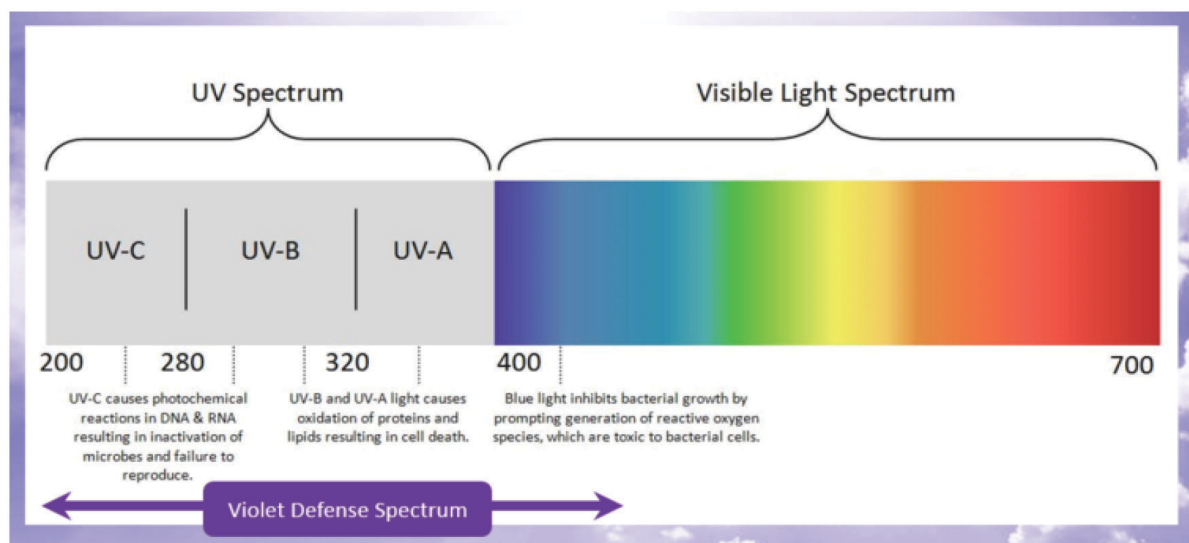 UV Spectrum
Visible Light Spectrum
UV-C
UV-B
UV-A
200
280
320
400
700
UV-C causes photochemical
reactions in DNA & RNA
resulting in inactivation of
microbes and failure to
reproduce.
UV-B and UV-A light causes
oxidation of proteins and
lipids resulting in cell death.
Blue light inhibits bacterial growth by
prompting generation of reactive oxygen
species, which are toxic to bacterial cells.
Violet Defense Spectrum